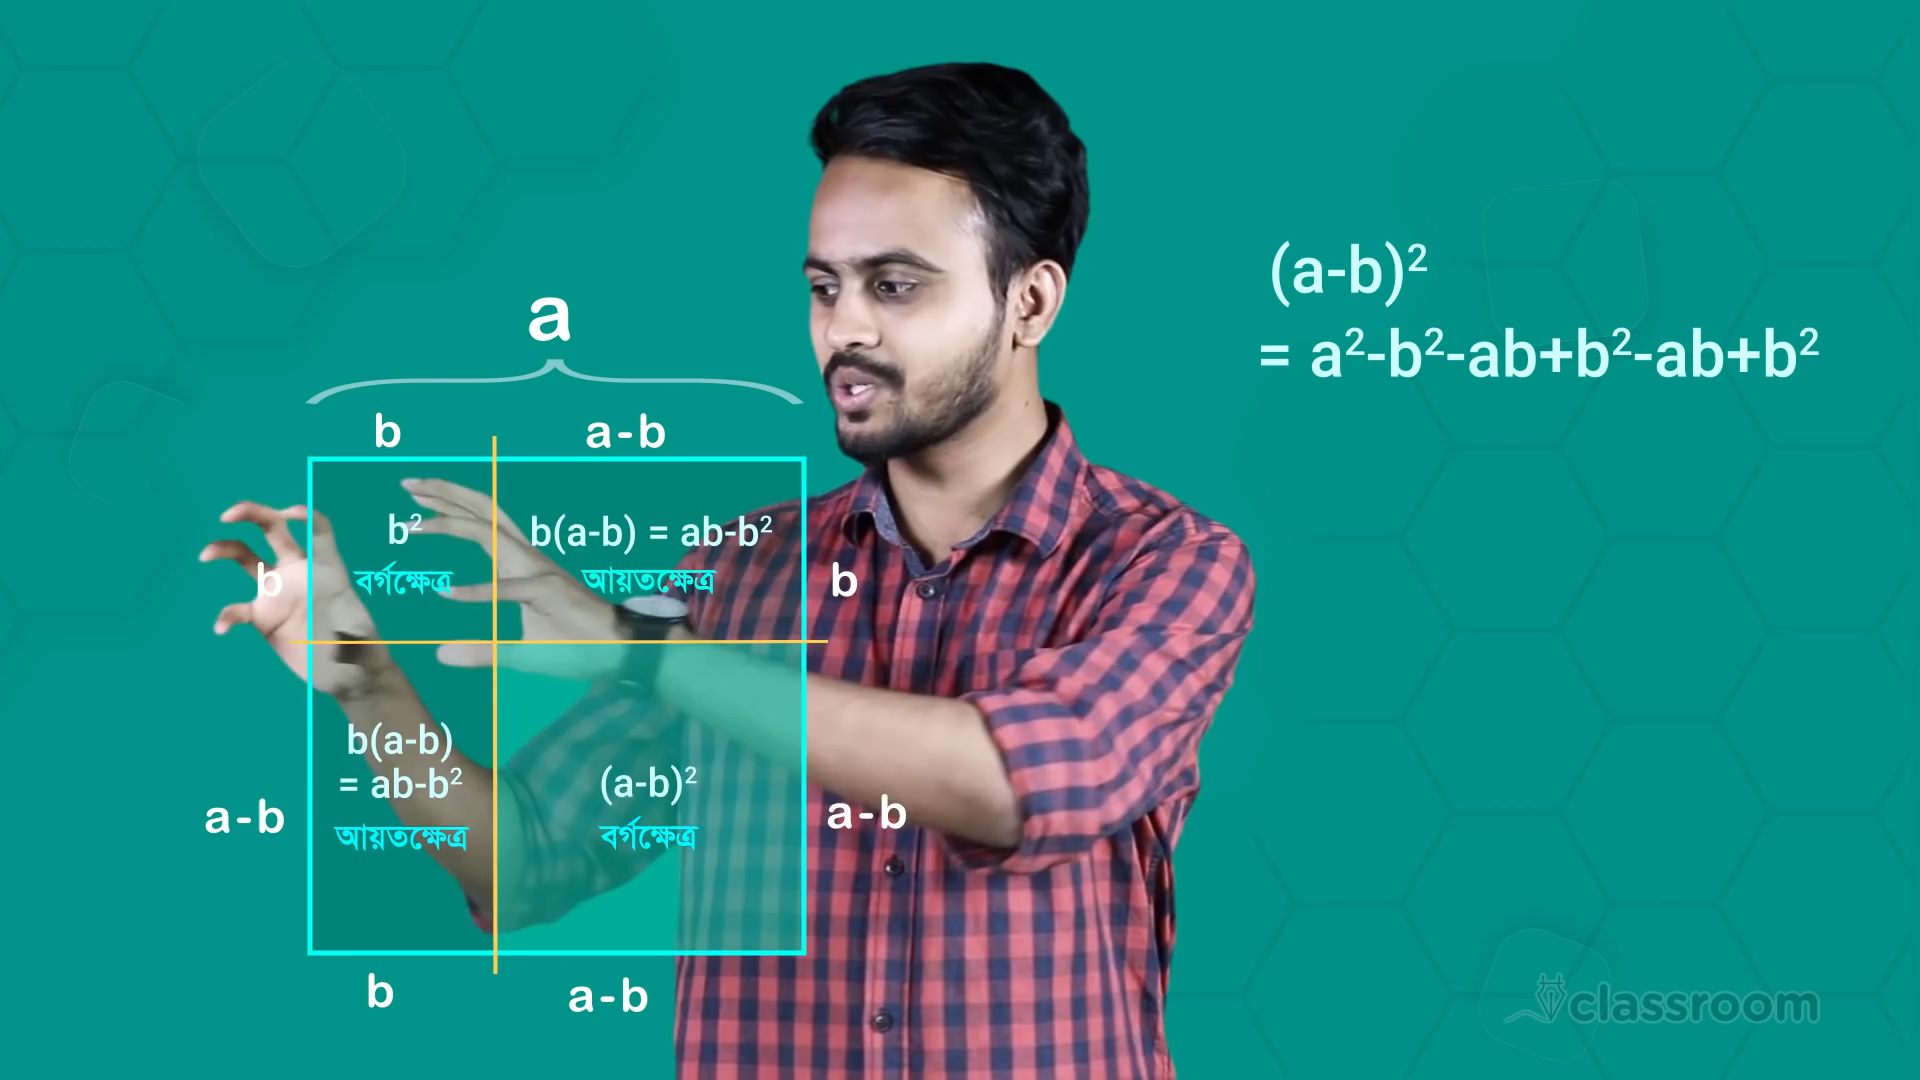 a
b
a-b
b²
বর্গক্ষেত্র
b(a-b) = ab-b²
আয়তক্ষেত্র
b
b
b(a-b)
= ab-b²
আয়তক্ষেত্র
(a-b)²
বর্গক্ষেত্র
a-b
a-b
b
a-b
(a-b)²
= a²-b²-ab+b²-ab+b²
classroom